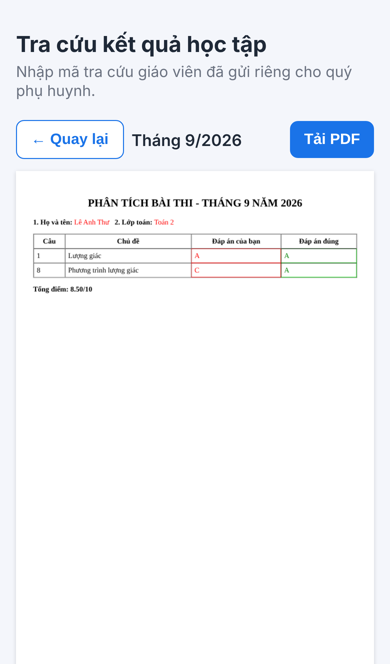 Tra cứu kết quả học tập
Nhập mã tra cứu giáo viên đã gửi riêng cho quý
phụ huynh.
← Quay lại Tháng 9/2026 Tải PDF
PHÂN TÍCH BÀI THI - THÁNG 9 NĂM 2026
1. Họ và tên: Lê Anh Thư 2. Lớp toán: Toán 2
Câu Chủ đề Đáp án của bạn Đáp án đúng
1 Lượng giác A A
8 Phương trình lượng giác C A
Tổng điểm: 8.50/10